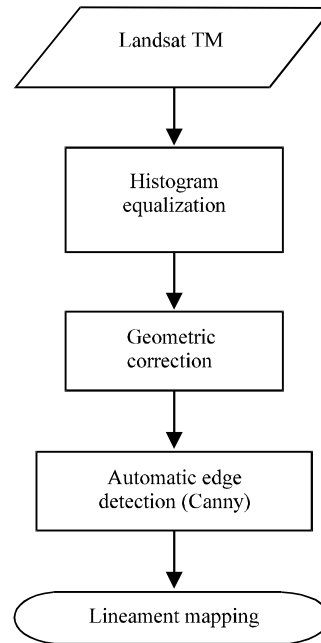 Landsat TM
Histogram
equalization
Geometric
correction
Automatic edge
detection (Canny)
Lineament mapping